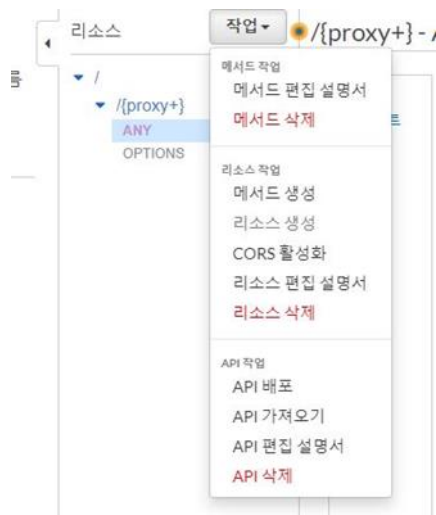 리소스
작업
/{proxy+} - A
/
/{proxy+}
ANY
OPTIONS
메서드 작업
메서드 편집 설명서
메서드 삭제
리소스 작업
메서드 생성
리소스 생성
CORS 활성화
리소스 편집 설명서
리소스 삭제
API 작업
API 배포
API 가져오기
API 편집 설명서
API 삭제
트